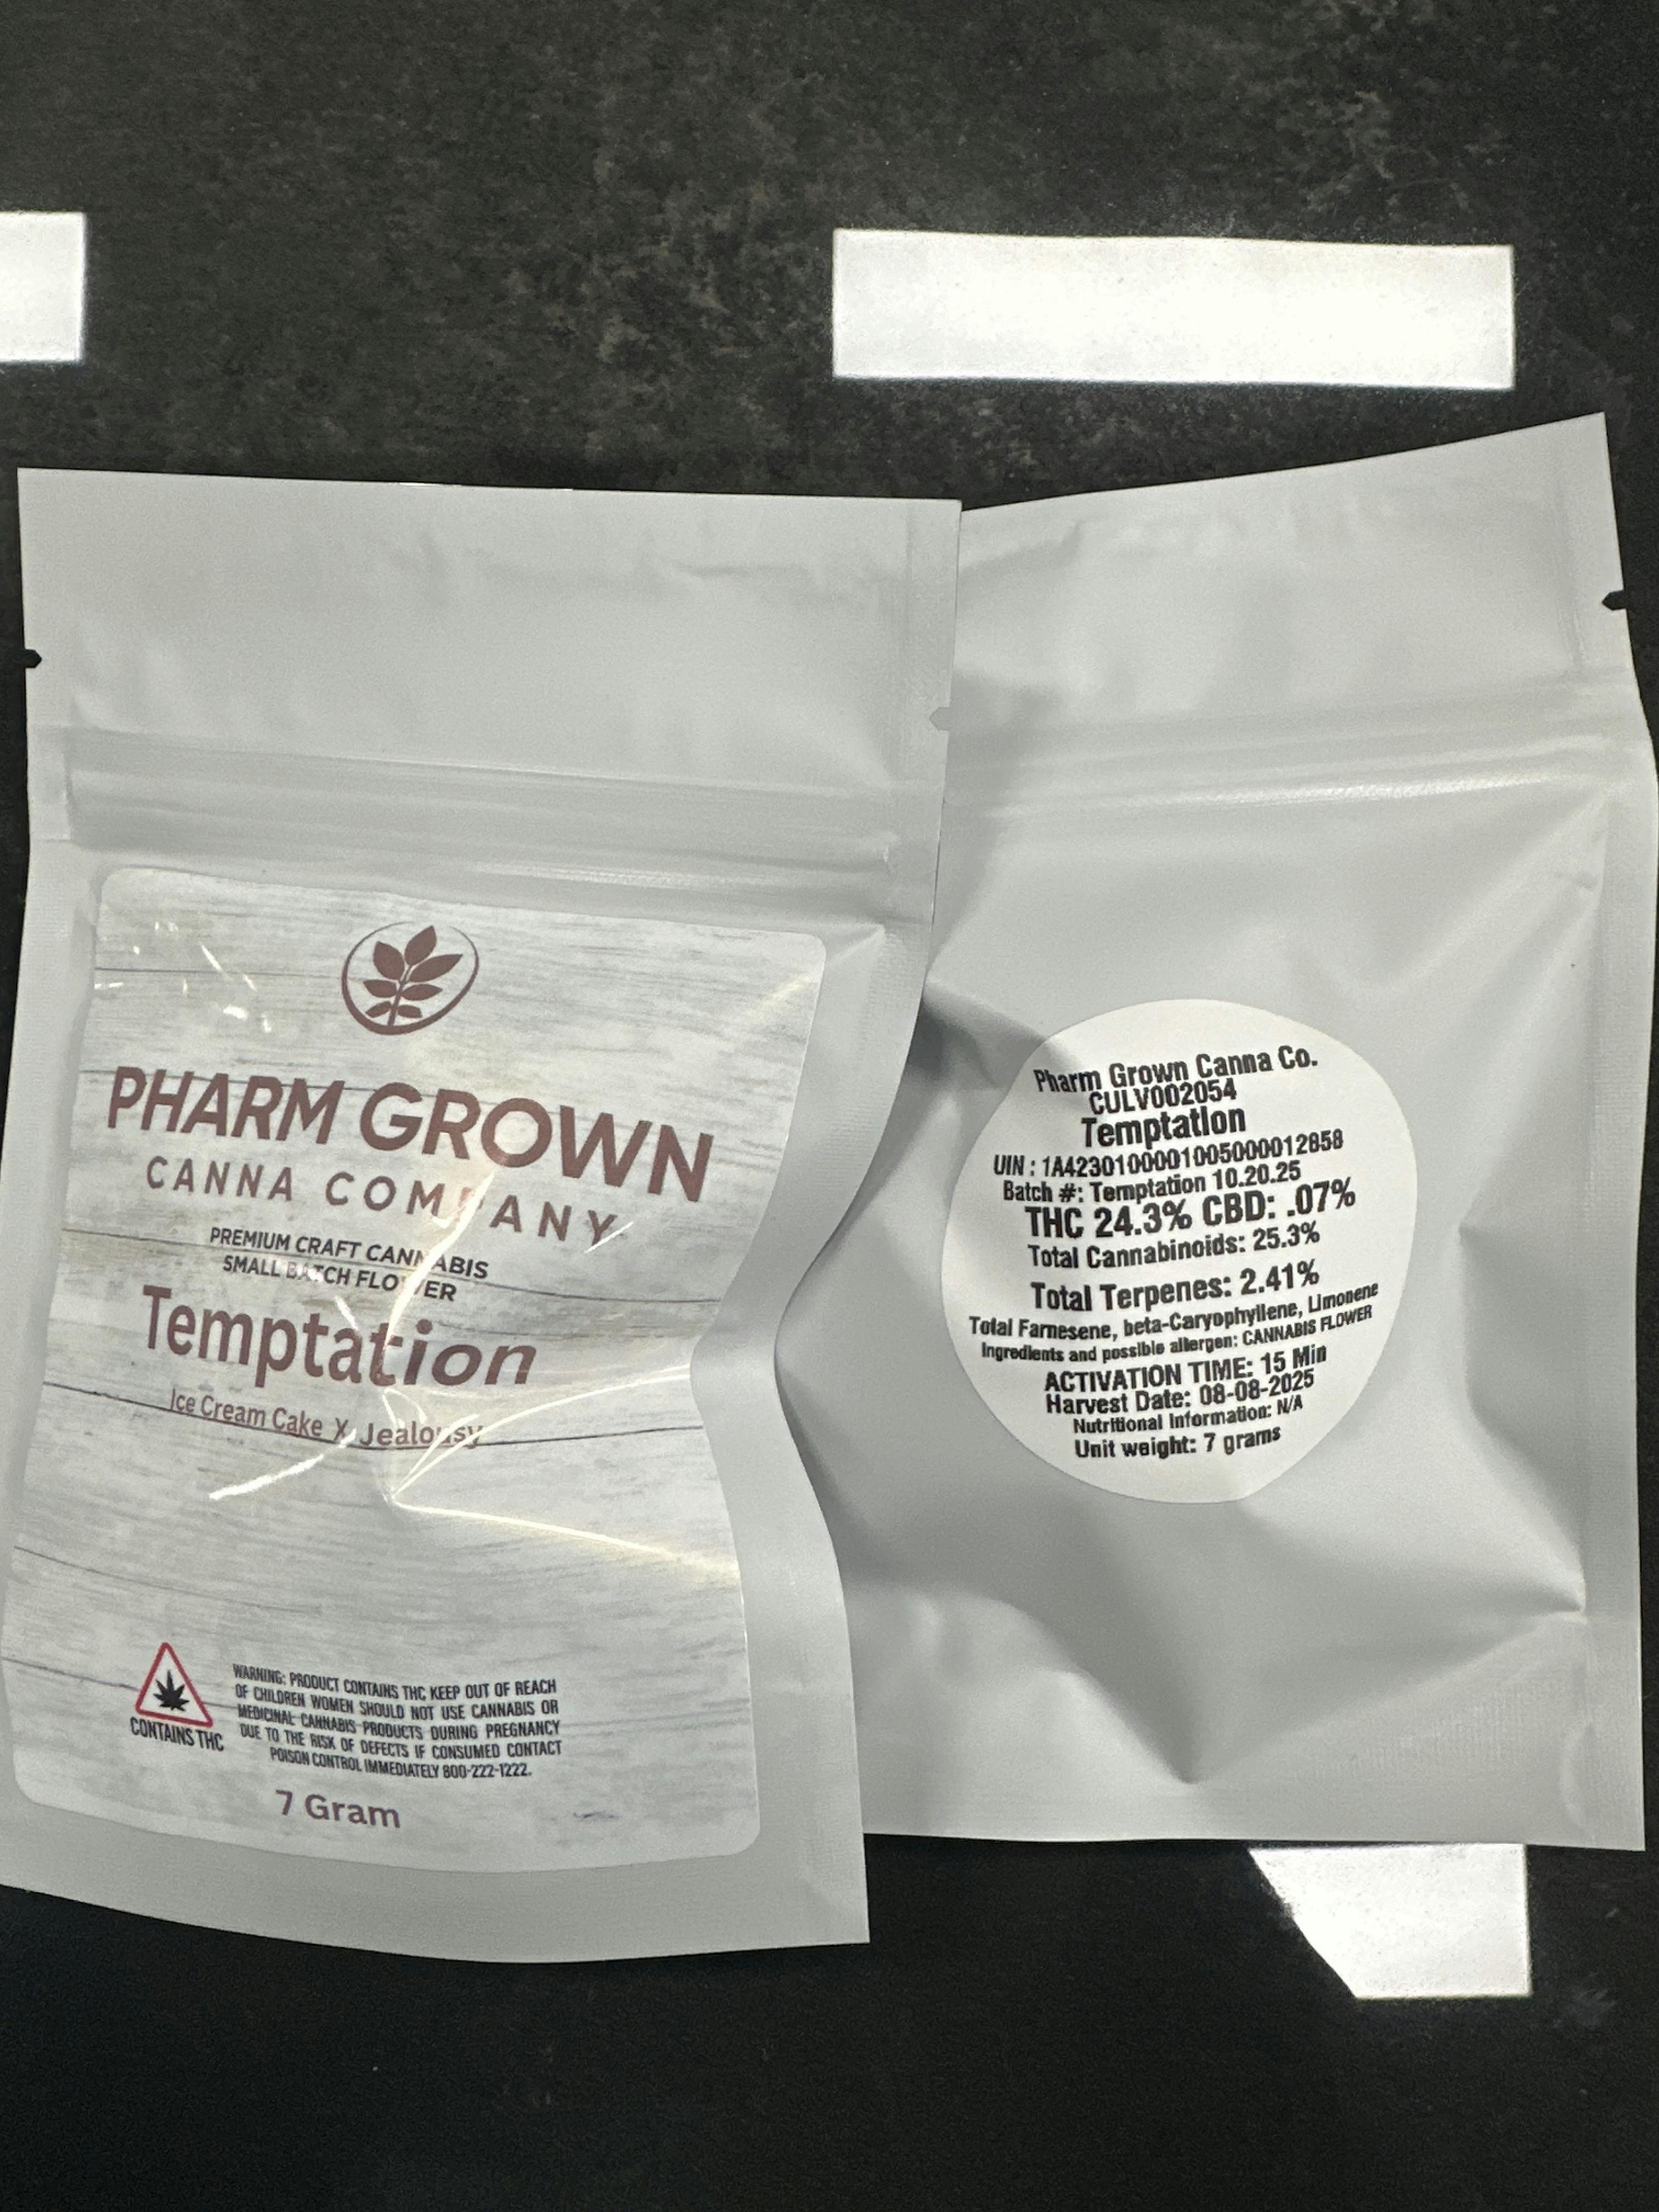 PHARM GROWN
CANNA COMPANY
PREMIUM CRAFT CANNABIS
SMALL BATCH FLOWER
Temptation
Ice Cream Cake X Jealousy
CONTAINS THC
WARNING: PRODUCT CONTAINS THC KEEP OUT OF REACH
OF CHILDREN WOMEN SHOULD NOT USE CANNABIS OR
MEDICINAL CANNABIS PRODUCTS DURING PREGNANCY
DUE TO THE RISK OF DEFECTS IF CONSUMED CONTACT
POISON CONTROL IMMEDIATELY 800-222-1222.
7 Gram
Pharm Grown Canna Co.
CULV002054
Temptation
UIN : 1A4230100001005000012858
Batch #: Temptation 10.20.25
THC 24.3% CBD: .07%
Total Cannabinoids: 25.3%
Total Terpenes: 2.41%
Total Farnesene, beta-Caryophyllene, Limonene
Ingredients and possible allergen: CANNABIS FLOWER
ACTIVATION TIME: 15 Min
Harvest Date: 08-08-2025
Nutritional Information: N/A
Unit weight: 7 grams